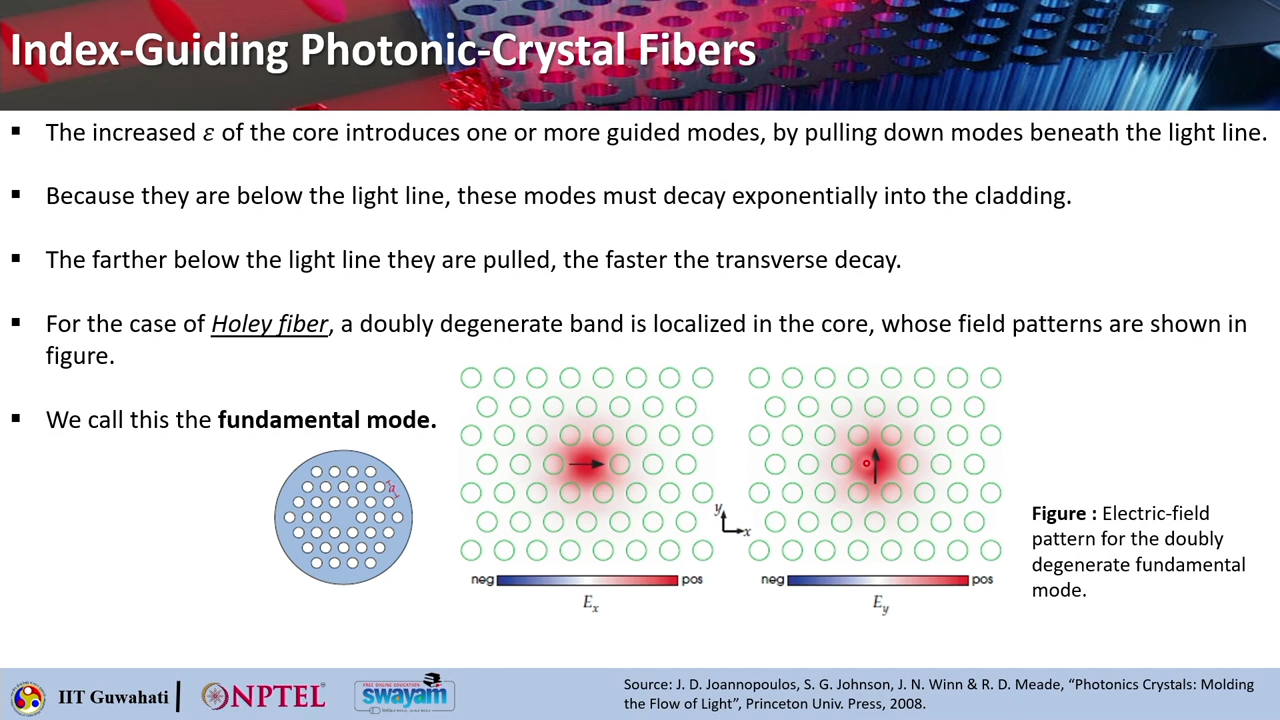 Index-Guiding Photonic-Crystal Fibers
▪ The increased ε of the core introduces one or more guided modes, by pulling down modes beneath the light line.
▪ Because they are below the light line, these modes must decay exponentially into the cladding.
▪ The farther below the light line they are pulled, the faster the transverse decay.
▪ For the case of Holey fiber, a doubly degenerate band is localized in the core, whose field patterns are shown in
figure.
▪ We call this the fundamental mode.
a
y
x
neg pos
E_x
neg pos
E_y
Figure : Electric-field
pattern for the doubly
degenerate fundamental
mode.
IIT Guwahati
NPTEL
FREE ONLINE EDUCATION
swayam
Source: J. D. Joannopoulos, S. G. Johnson, J. N. Winn & R. D. Meade, “Photonics Crystals: Molding
the Flow of Light”, Princeton Univ. Press, 2008.